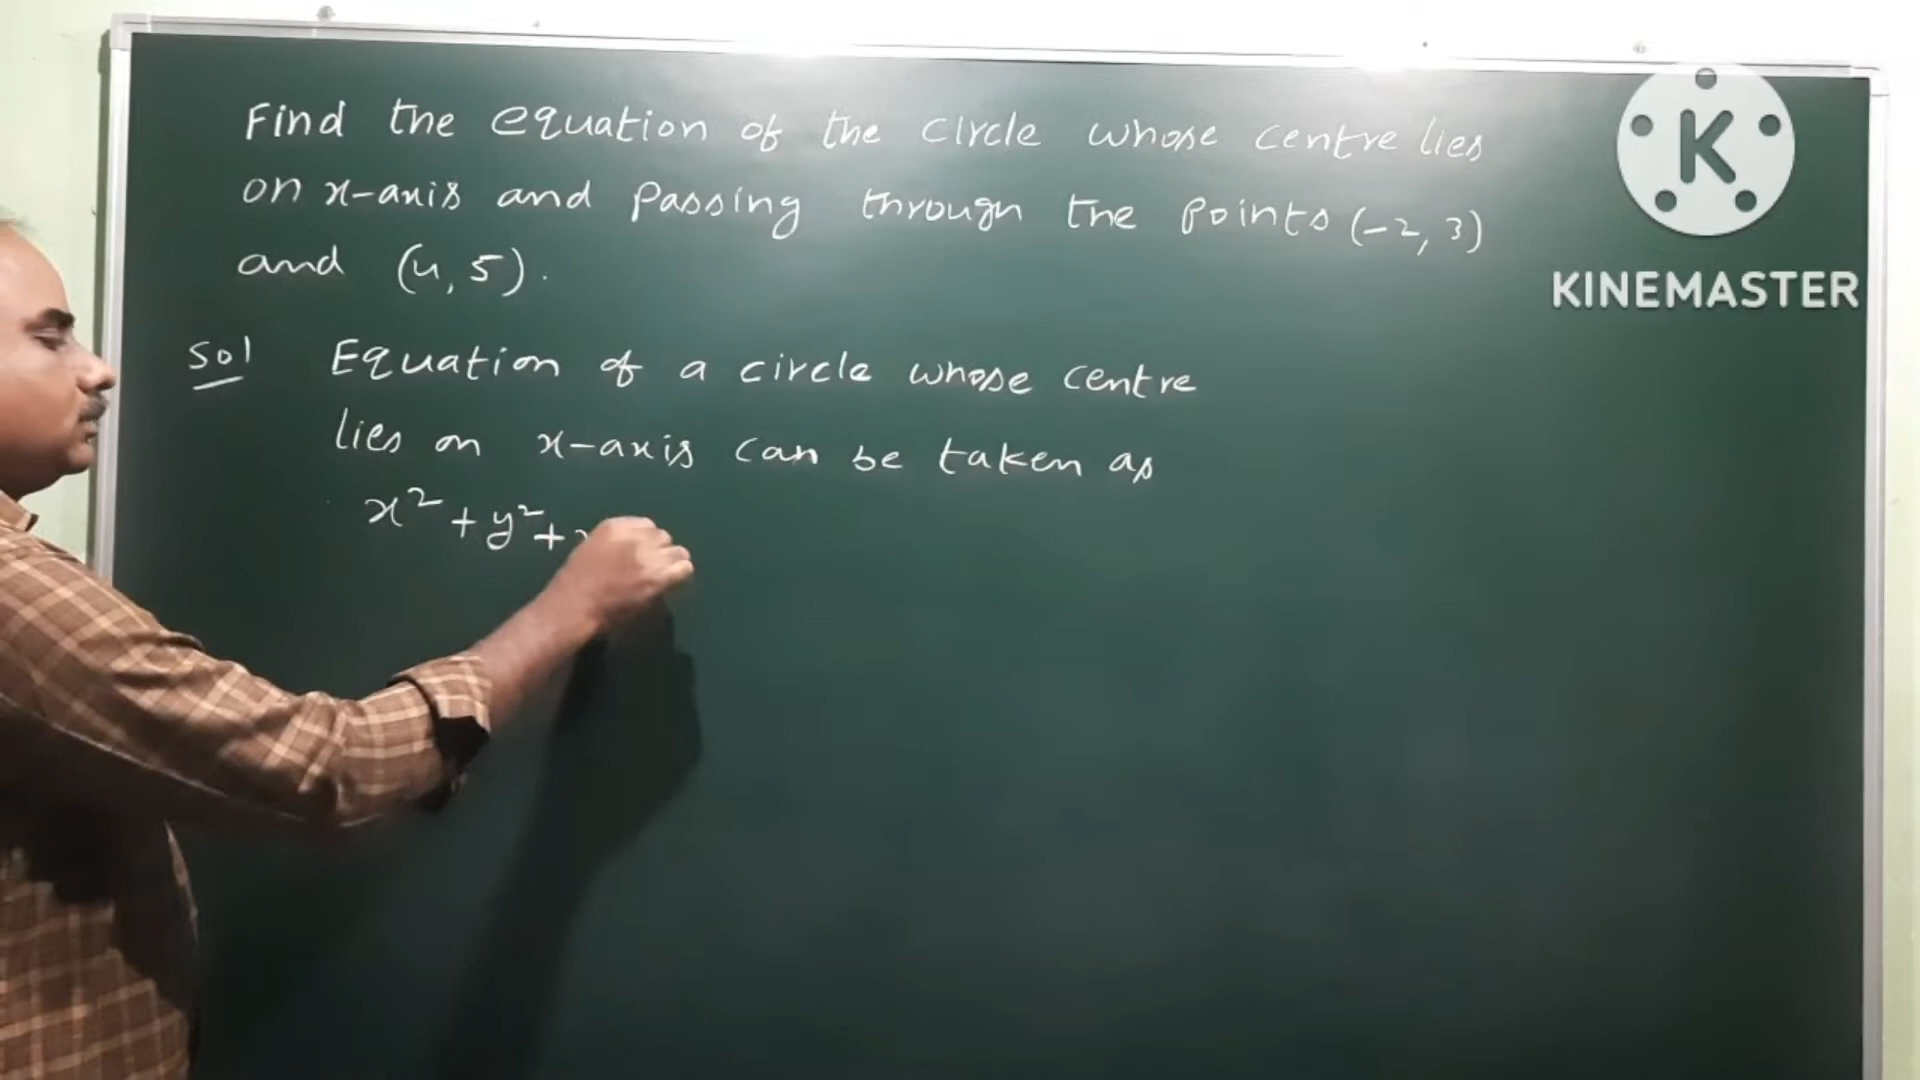 Find the equation of the circle whose centre lies
on x-axis and passing through the points (-2, 3)
and (4, 5).
Sol Equation of a circle whose centre
lies on x-axis can be taken as
x² + y² +
K
KINEMASTER